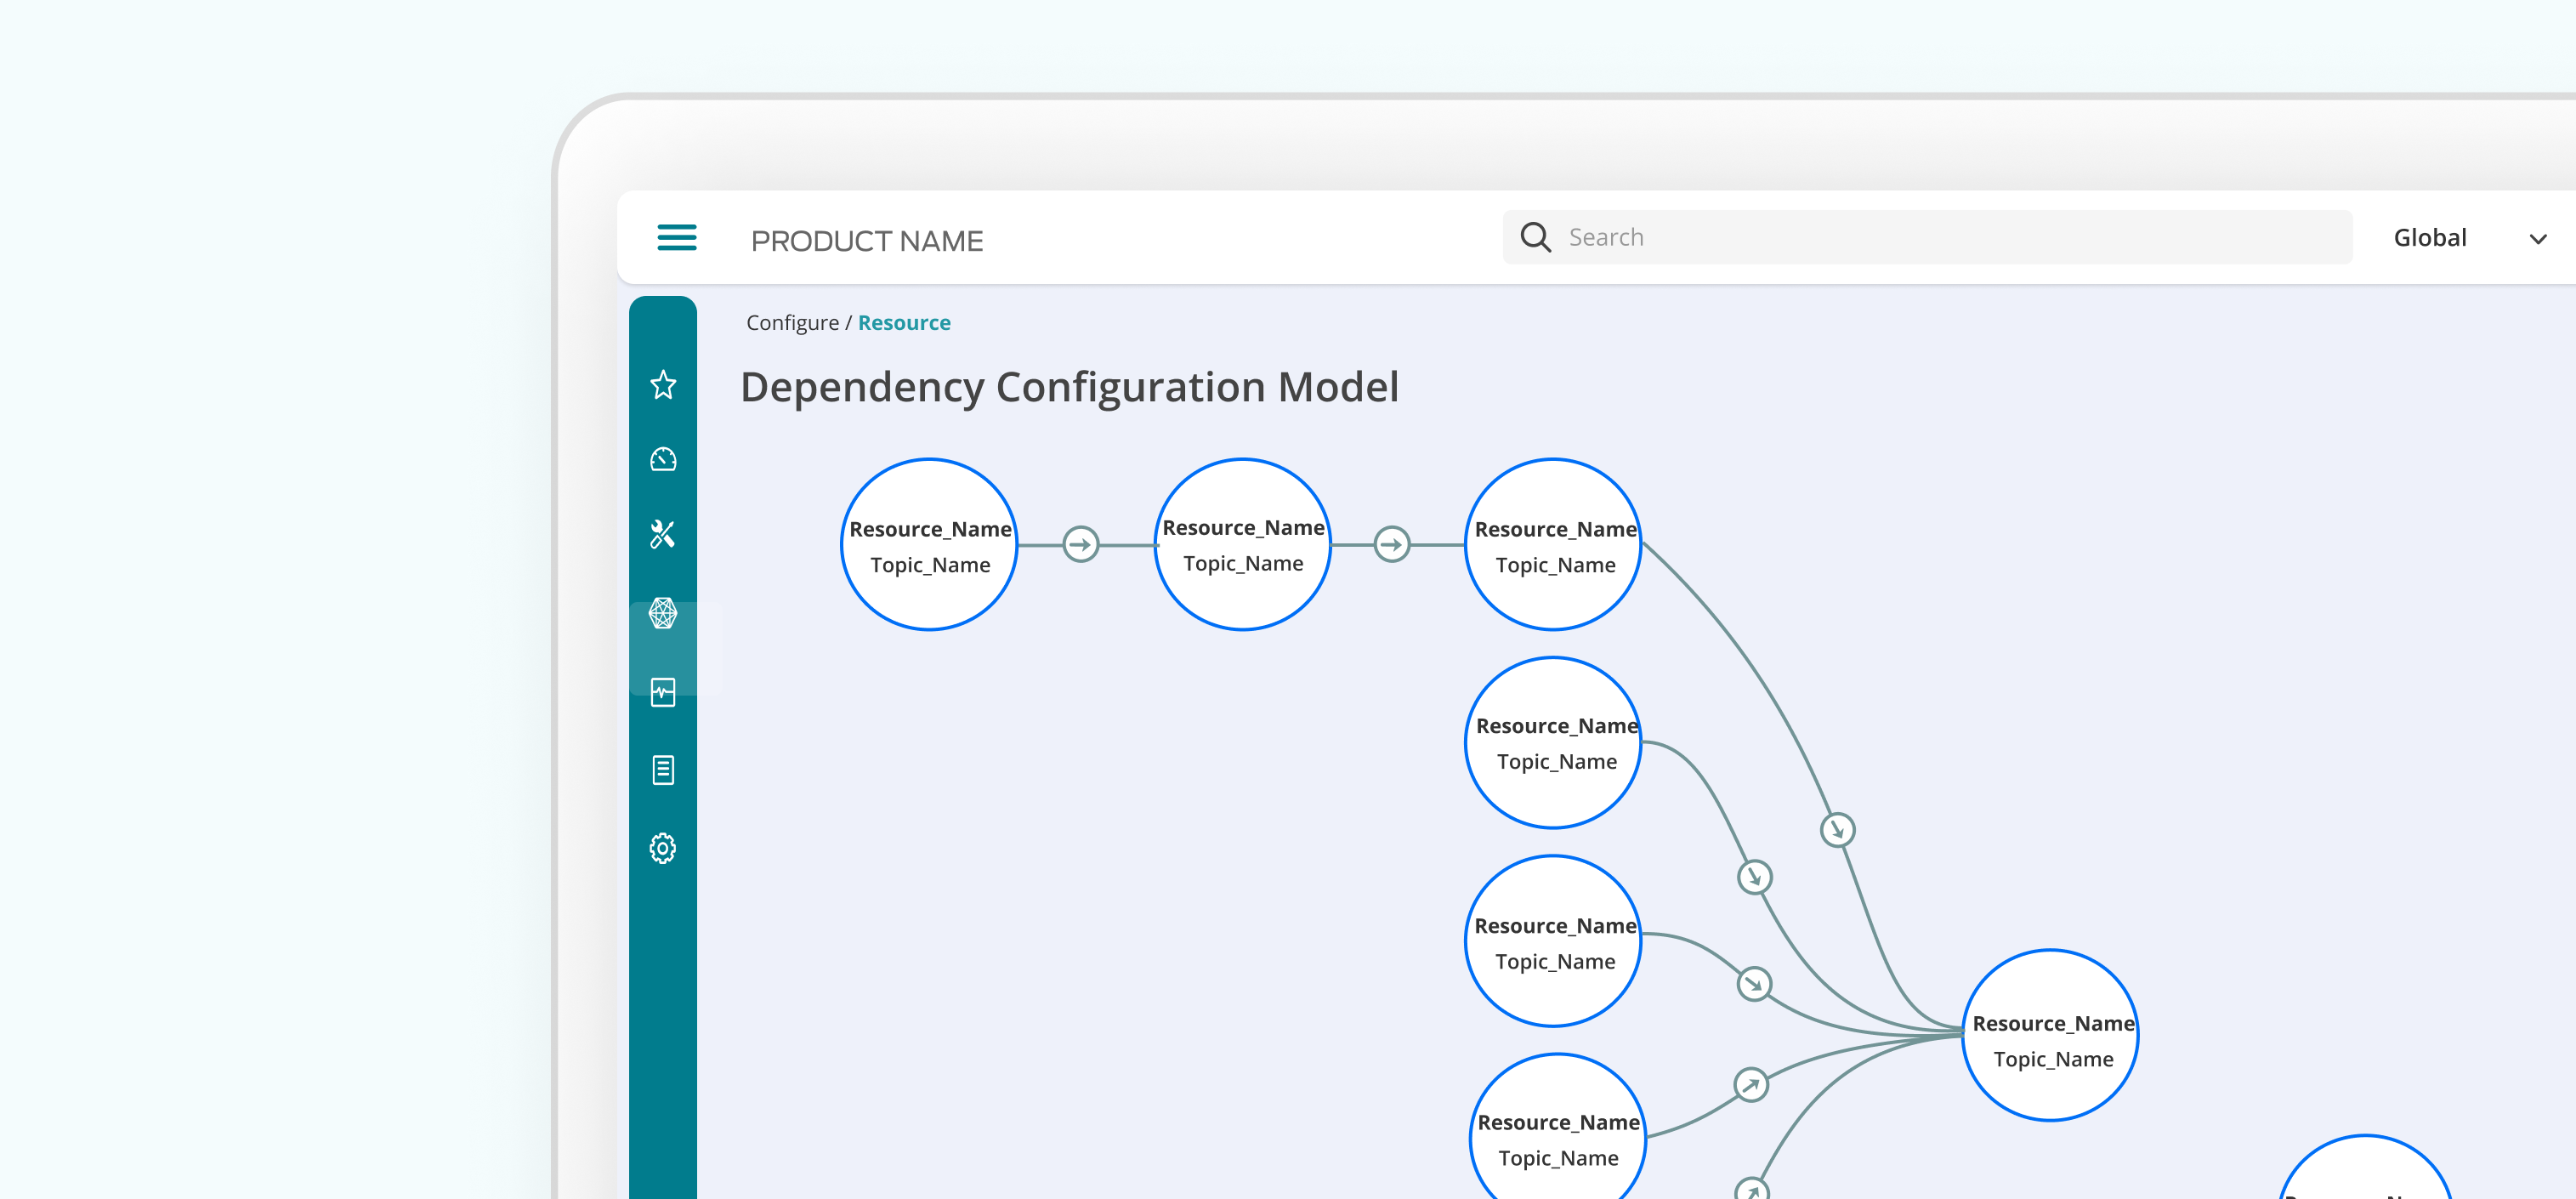 PRODUCT NAME
Search
Global
Configure / Resource
Dependency Configuration Model
Resource_Name
Topic_Name
Resource_Name
Topic_Name
Resource_Name
Topic_Name
Resource_Name
Topic_Name
Resource_Name
Topic_Name
Resource_Name
Topic_Name
Resource_Name
Topic_Name